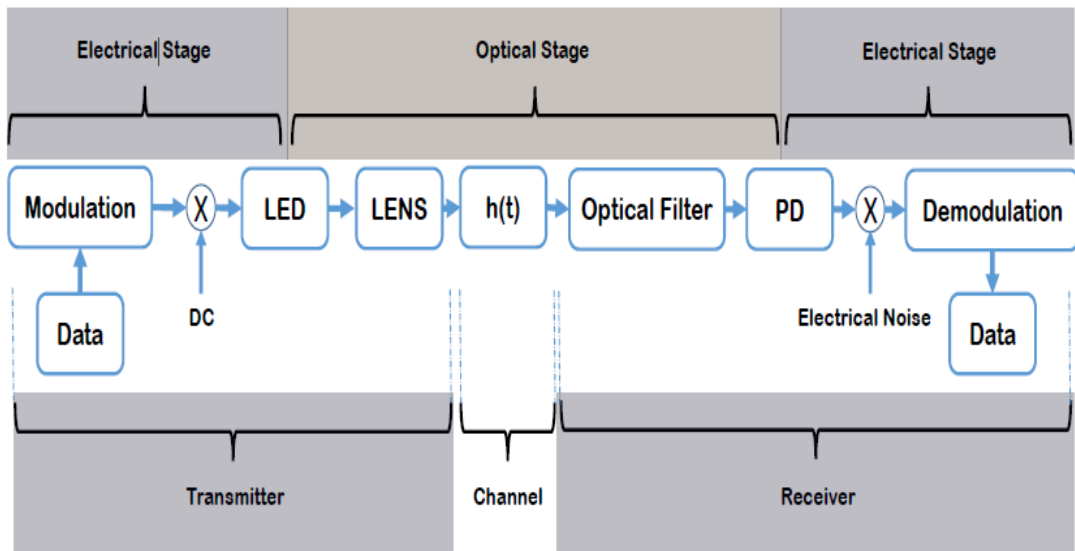 Electrical Stage
Optical Stage
Electrical Stage
Modulation
X
LED
LENS
h(t)
Optical Filter
PD
X
Demodulation
Data
DC
Electrical Noise
Data
Transmitter
Channel
Receiver